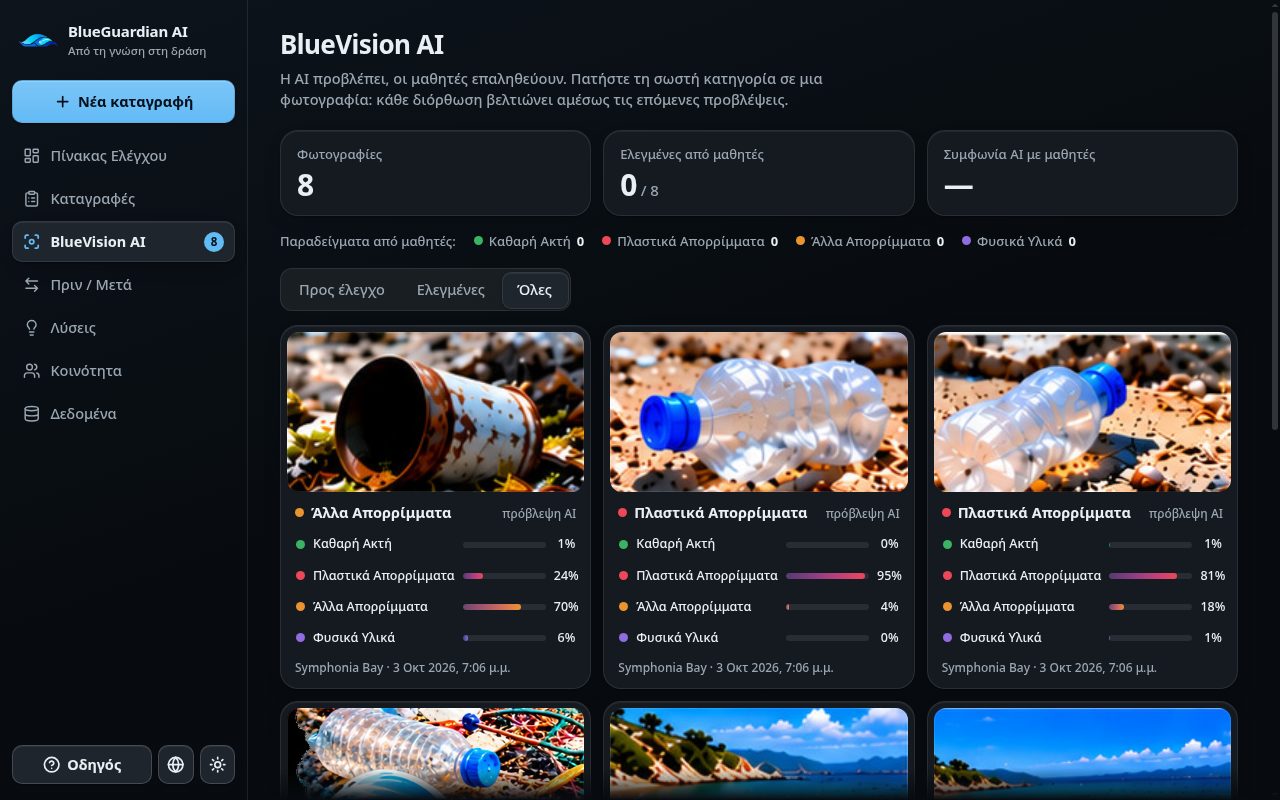 BlueGuardian AI
Από τη γνώση στη δράση
Νέα καταγραφή
Πίνακας Ελέγχου
Καταγραφές
BlueVision AI 8
Πριν / Μετά
Λύσεις
Κοινότητα
Δεδομένα
Οδηγός
BlueVision AI
Η AI προβλέπει, οι μαθητές επαληθεύουν. Πατήστε τη σωστή κατηγορία σε μια
φωτογραφία: κάθε διόρθωση βελτιώνει αμέσως τις επόμενες προβλέψεις.
Φωτογραφίες
8
Ελεγμένες από μαθητές
0 / 8
Συμφωνία AI με μαθητές
—
Παραδείγματα από μαθητές: Καθαρή Ακτή 0 Πλαστικά Απορρίμματα 0 Άλλα Απορρίμματα 0 Φυσικά Υλικά 0
Προς έλεγχο Ελεγμένες Όλες
Άλλα Απορρίμματα πρόβλεψη AI
Καθαρή Ακτή 1%
Πλαστικά Απορρίμματα 24%
Άλλα Απορρίμματα 70%
Φυσικά Υλικά 6%
Symphonia Bay · 3 Οκτ 2026, 7:06 μ.μ.
Πλαστικά Απορρίμματα πρόβλεψη AI
Καθαρή Ακτή 0%
Πλαστικά Απορρίμματα 95%
Άλλα Απορρίμματα 4%
Φυσικά Υλικά 0%
Symphonia Bay · 3 Οκτ 2026, 7:06 μ.μ.
Πλαστικά Απορρίμματα πρόβλεψη AI
Καθαρή Ακτή 1%
Πλαστικά Απορρίμματα 81%
Άλλα Απορρίμματα 18%
Φυσικά Υλικά 1%
Symphonia Bay · 3 Οκτ 2026, 7:06 μ.μ.